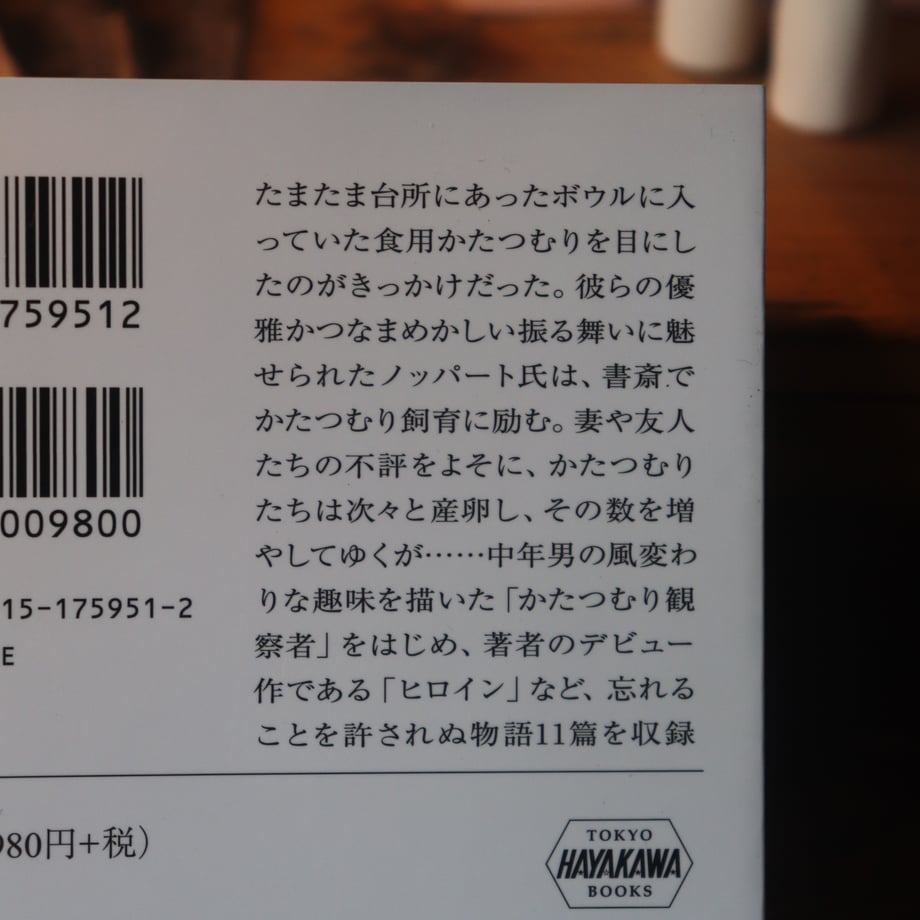 759512
009800
15-175951-2
E
980円+税）
たまたま台所にあったボウルに入
っていた食用かたつむりを目にし
たのがきっかけだった。彼らの優
雅かつなまめかしい振る舞いに魅
せられたノッパート氏は、書斎で
かたつむり飼育に励む。妻や友人
たちの不評をよそに、かたつむり
たちは次々と産卵し、その数を増
やしてゆくが……中年男の風変わ
りな趣味を描いた「かたつむり観
察者」をはじめ、著者のデビュー
作である「ヒロイン」など、忘れる
ことを許されぬ物語11篇を収録
TOKYO
HAYAKAWA
BOOKS